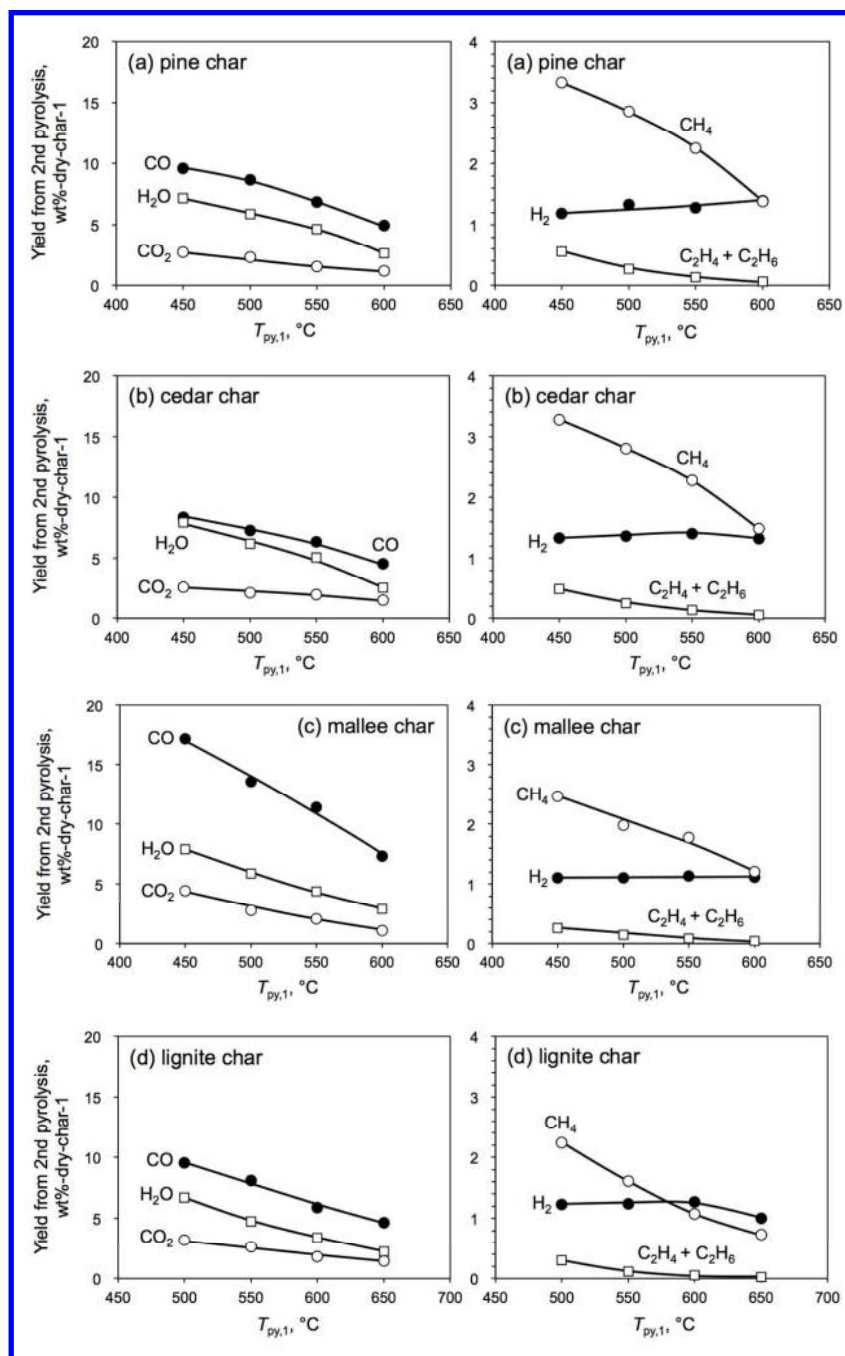 (a) pine char
(a) pine char
Yield from 2nd pyrolysis,
wt%-dry-char-1
20
15
10
5
0
CO
H2O
CO2
400 450 500 550 600 650
Tpy,1, °C
4
3
2
1
0
CH4
H2
C2H4 + C2H6
400 450 500 550 600 650
Tpy,1, °C
(b) cedar char
(b) cedar char
Yield from 2nd pyrolysis,
wt%-dry-char-1
20
15
10
5
0
H2O
CO
CO2
400 450 500 550 600 650
Tpy,1, °C
4
3
2
1
0
CH4
H2
C2H4 + C2H6
400 450 500 550 600 650
Tpy,1, °C
(c) mallee char
(c) mallee char
Yield from 2nd pyrolysis,
wt%-dry-char-1
20
15
10
5
0
CO
H2O
CO2
400 450 500 550 600 650
Tpy,1, °C
4
3
2
1
0
CH4
H2
C2H4 + C2H6
400 450 500 550 600 650
Tpy,1, °C
(d) lignite char
(d) lignite char
Yield from 2nd pyrolysis,
wt%-dry-char-1
20
15
10
5
0
CO
H2O
CO2
450 500 550 600 650 700
Tpy,1, °C
4
3
2
1
0
CH4
H2
C2H4 + C2H6
450 500 550 600 650 700
Tpy,1, °C